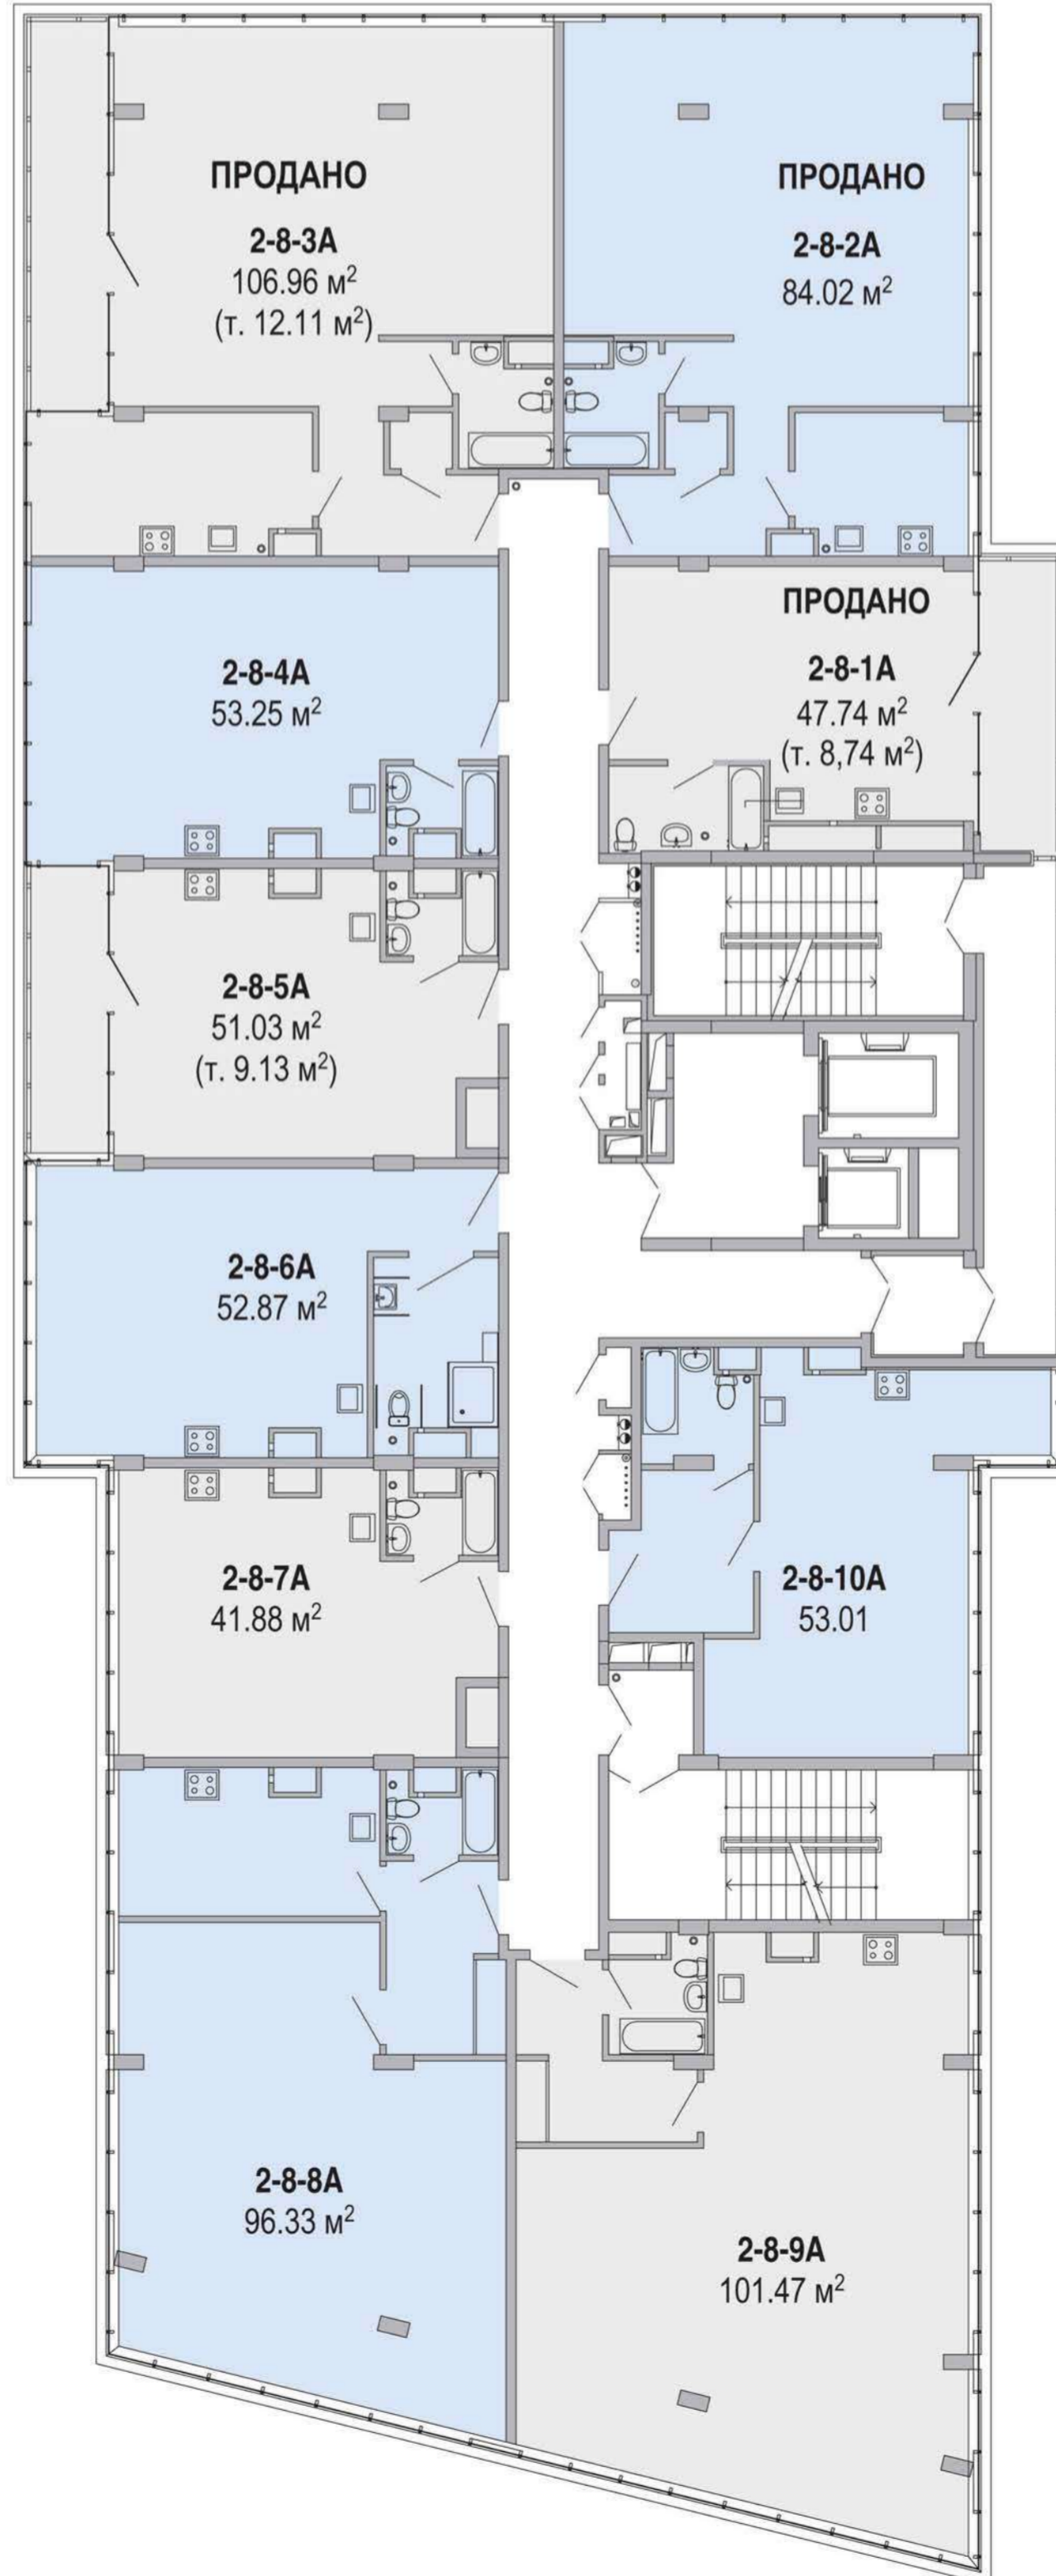 ПРОДАНО
2-8-3А
106.96 м²
(т. 12.11 м²)
ПРОДАНО
2-8-2А
84.02 м²
ПРОДАНО
2-8-1А
47.74 м²
(т. 8,74 м²)
2-8-4А
53.25 м²
2-8-5А
51.03 м²
(т. 9.13 м²)
2-8-6А
52.87 м²
2-8-7А
41.88 м²
2-8-10А
53.01
2-8-8А
96.33 м²
2-8-9А
101.47 м²